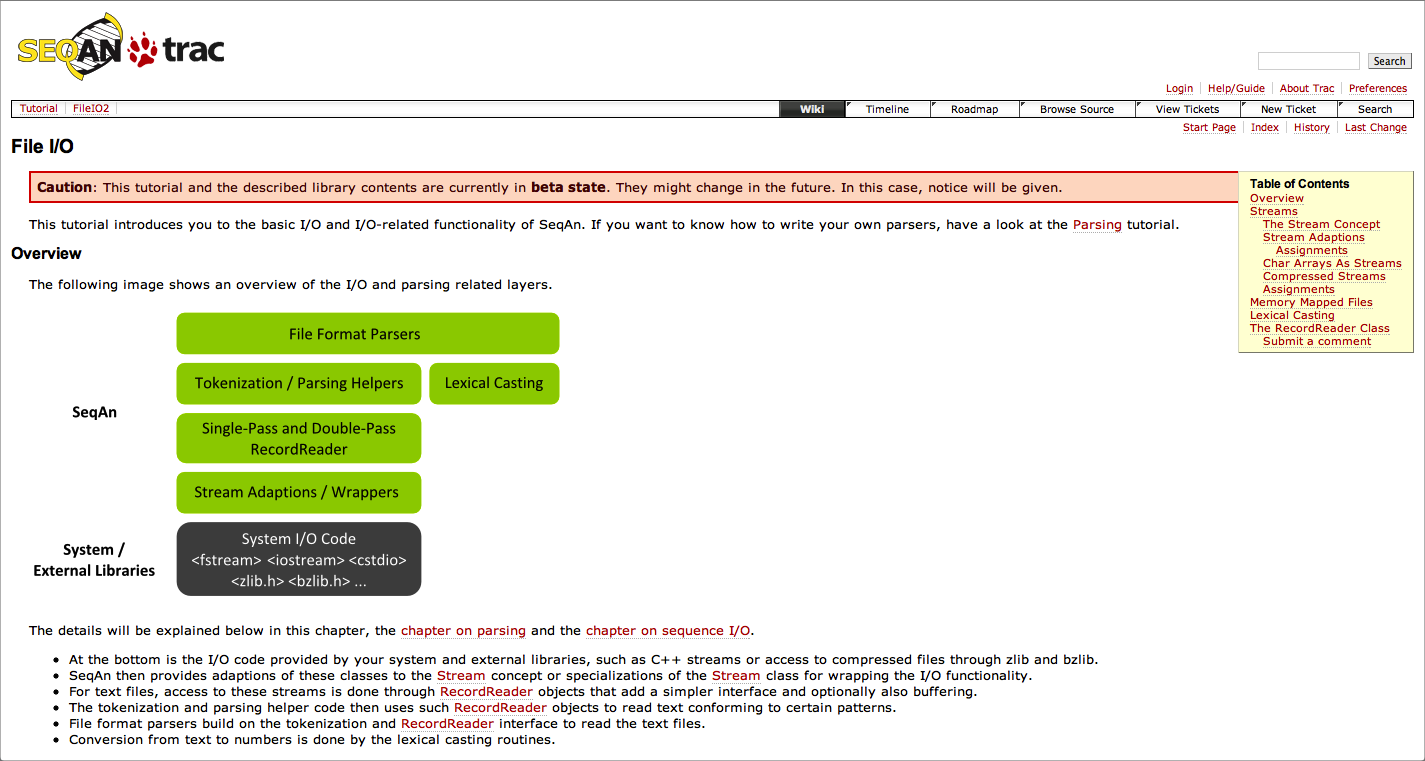 SEQAN trac
Search
Login Help/Guide About Trac Preferences
Tutorial FileIO2 Wiki Timeline Roadmap Browse Source View Tickets New Ticket Search
Start Page Index History Last Change
File I/O
Caution: This tutorial and the described library contents are currently in beta state. They might change in the future. In this case, notice will be given.
Table of Contents
Overview
Streams
The Stream Concept
Stream Adaptions
Assignments
Char Arrays As Streams
Compressed Streams
Assignments
Memory Mapped Files
Lexical Casting
The RecordReader Class
Submit a comment
This tutorial introduces you to the basic I/O and I/O-related functionality of SeqAn. If you want to know how to write your own parsers, have a look at the Parsing tutorial.
Overview
The following image shows an overview of the I/O and parsing related layers.
File Format Parsers
Tokenization / Parsing Helpers Lexical Casting
SeqAn
Single-Pass and Double-Pass
RecordReader
Stream Adaptions / Wrappers
System /
External Libraries
System I/O Code
<fstream> <iostream> <cstdio>
<zlib.h> <bzlib.h> ...
The details will be explained below in this chapter, the chapter on parsing and the chapter on sequence I/O.
• At the bottom is the I/O code provided by your system and external libraries, such as C++ streams or access to compressed files through zlib and bzlib.
• SeqAn then provides adaptions of these classes to the Stream concept or specializations of the Stream class for wrapping the I/O functionality.
• For text files, access to these streams is done through RecordReader objects that add a simpler interface and optionally also buffering.
• The tokenization and parsing helper code then uses such RecordReader objects to read text conforming to certain patterns.
• File format parsers build on the tokenization and RecordReader interface to read the text files.
• Conversion from text to numbers is done by the lexical casting routines.